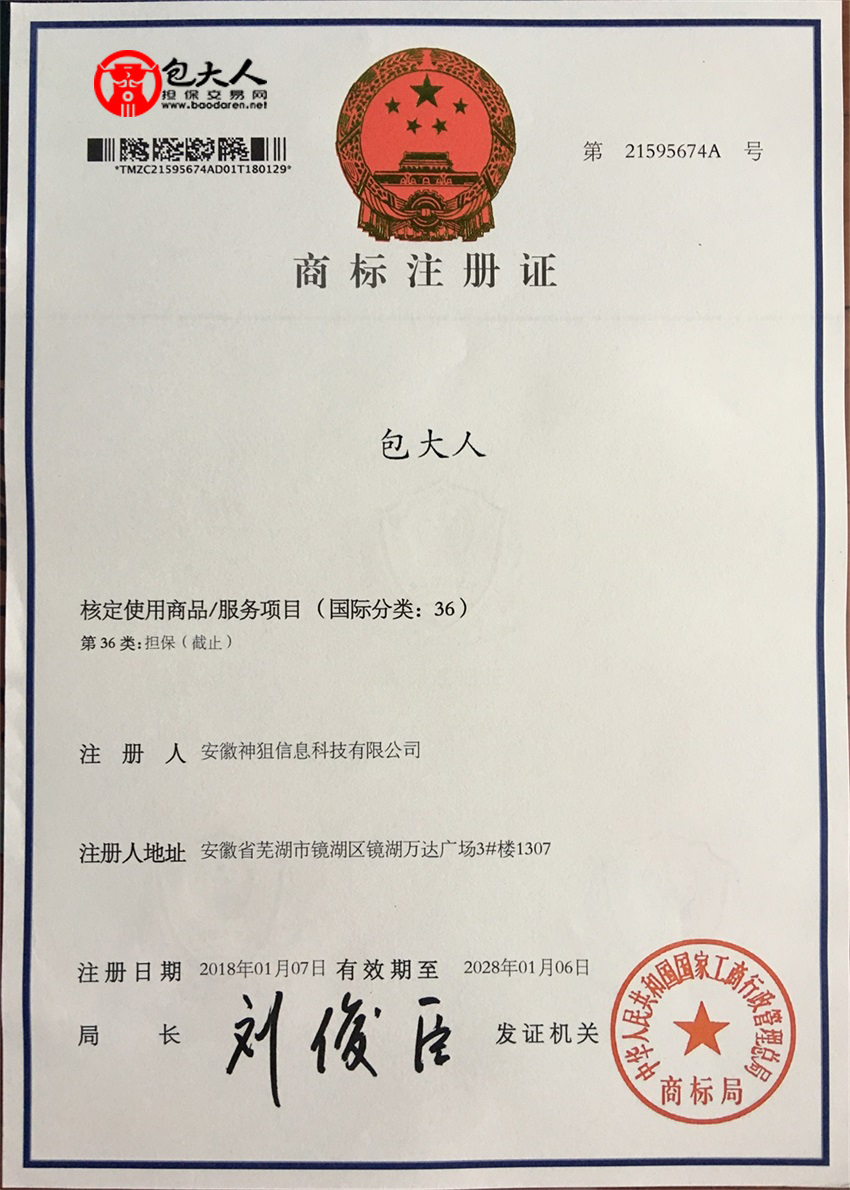 包大人
担保交易网
www.baodaren.net
*TMZC21595674AD01T180129*
第 21595674A 号
商标注册证
包大人
核定使用商品/服务项目（国际分类：36）
第 36 类：担保（截止）
注 册 人 安徽神狙信息科技有限公司
注册人地址 安徽省芜湖市镜湖区镜湖万达广场3#楼1307
注册日期 2018年01月07日 有效期至 2028年01月06日
局 长 刘俊臣 发证机关
中华人民共和国国家工商行政管理总局
商标局